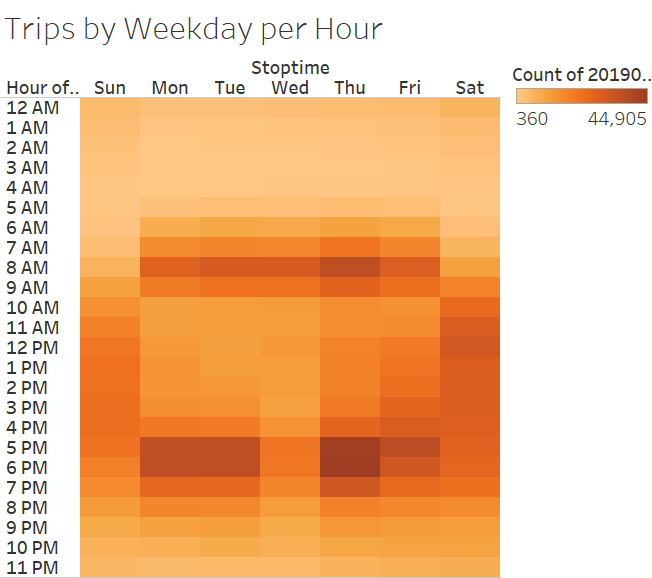 Trips by Weekday per Hour
Stoptime
Hour of.. Sun Mon Tue Wed Thu Fri Sat
12 AM
1 AM
2 AM
3 AM
4 AM
5 AM
6 AM
7 AM
8 AM
9 AM
10 AM
11 AM
12 PM
1 PM
2 PM
3 PM
4 PM
5 PM
6 PM
7 PM
8 PM
9 PM
10 PM
11 PM
Count of 20190..
360 44,905